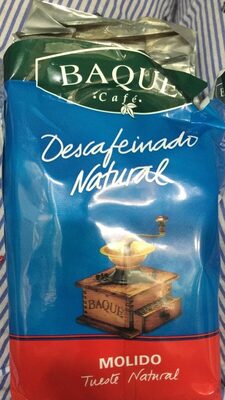 BAQUÉ
Café
Descafeinado
Natural
BAQUÉ
MOLIDO
Tueste Natural